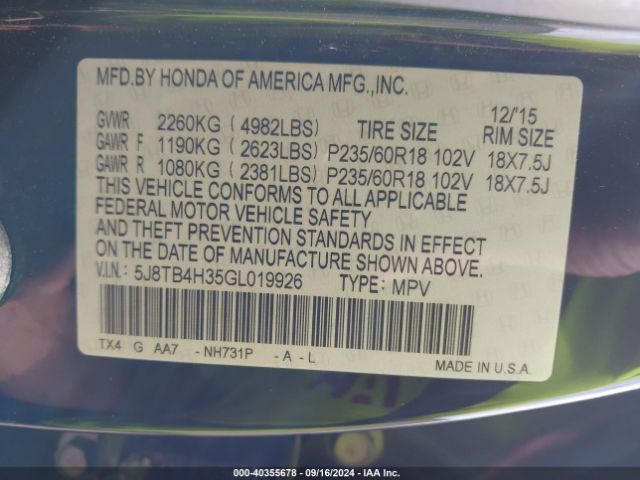 MFD.BY HONDA OF AMERICA MFG.,INC.
12/'15
GVWR 2260KG ( 4982LBS) TIRE SIZE RIM SIZE
GAWR F 1190KG ( 2623LBS) P235/60R18 102V 18X7.5J
GAWR R 1080KG ( 2381LBS) P235/60R18 102V 18X7.5J
THIS VEHICLE CONFORMS TO ALL APPLICABLE
FEDERAL MOTOR VEHICLE SAFETY
AND THEFT PREVENTION STANDARDS IN EFFECT
ON THE DATE OF MANUFACTURE SHOWN ABOVE.
V.I.N.: 5J8TB4H35GL019926 TYPE: MPV
TX4 G AA7 - NH731P - A - L
MADE IN U.S.A.
000-40355678 - 09/16/2024 - IAA Inc.